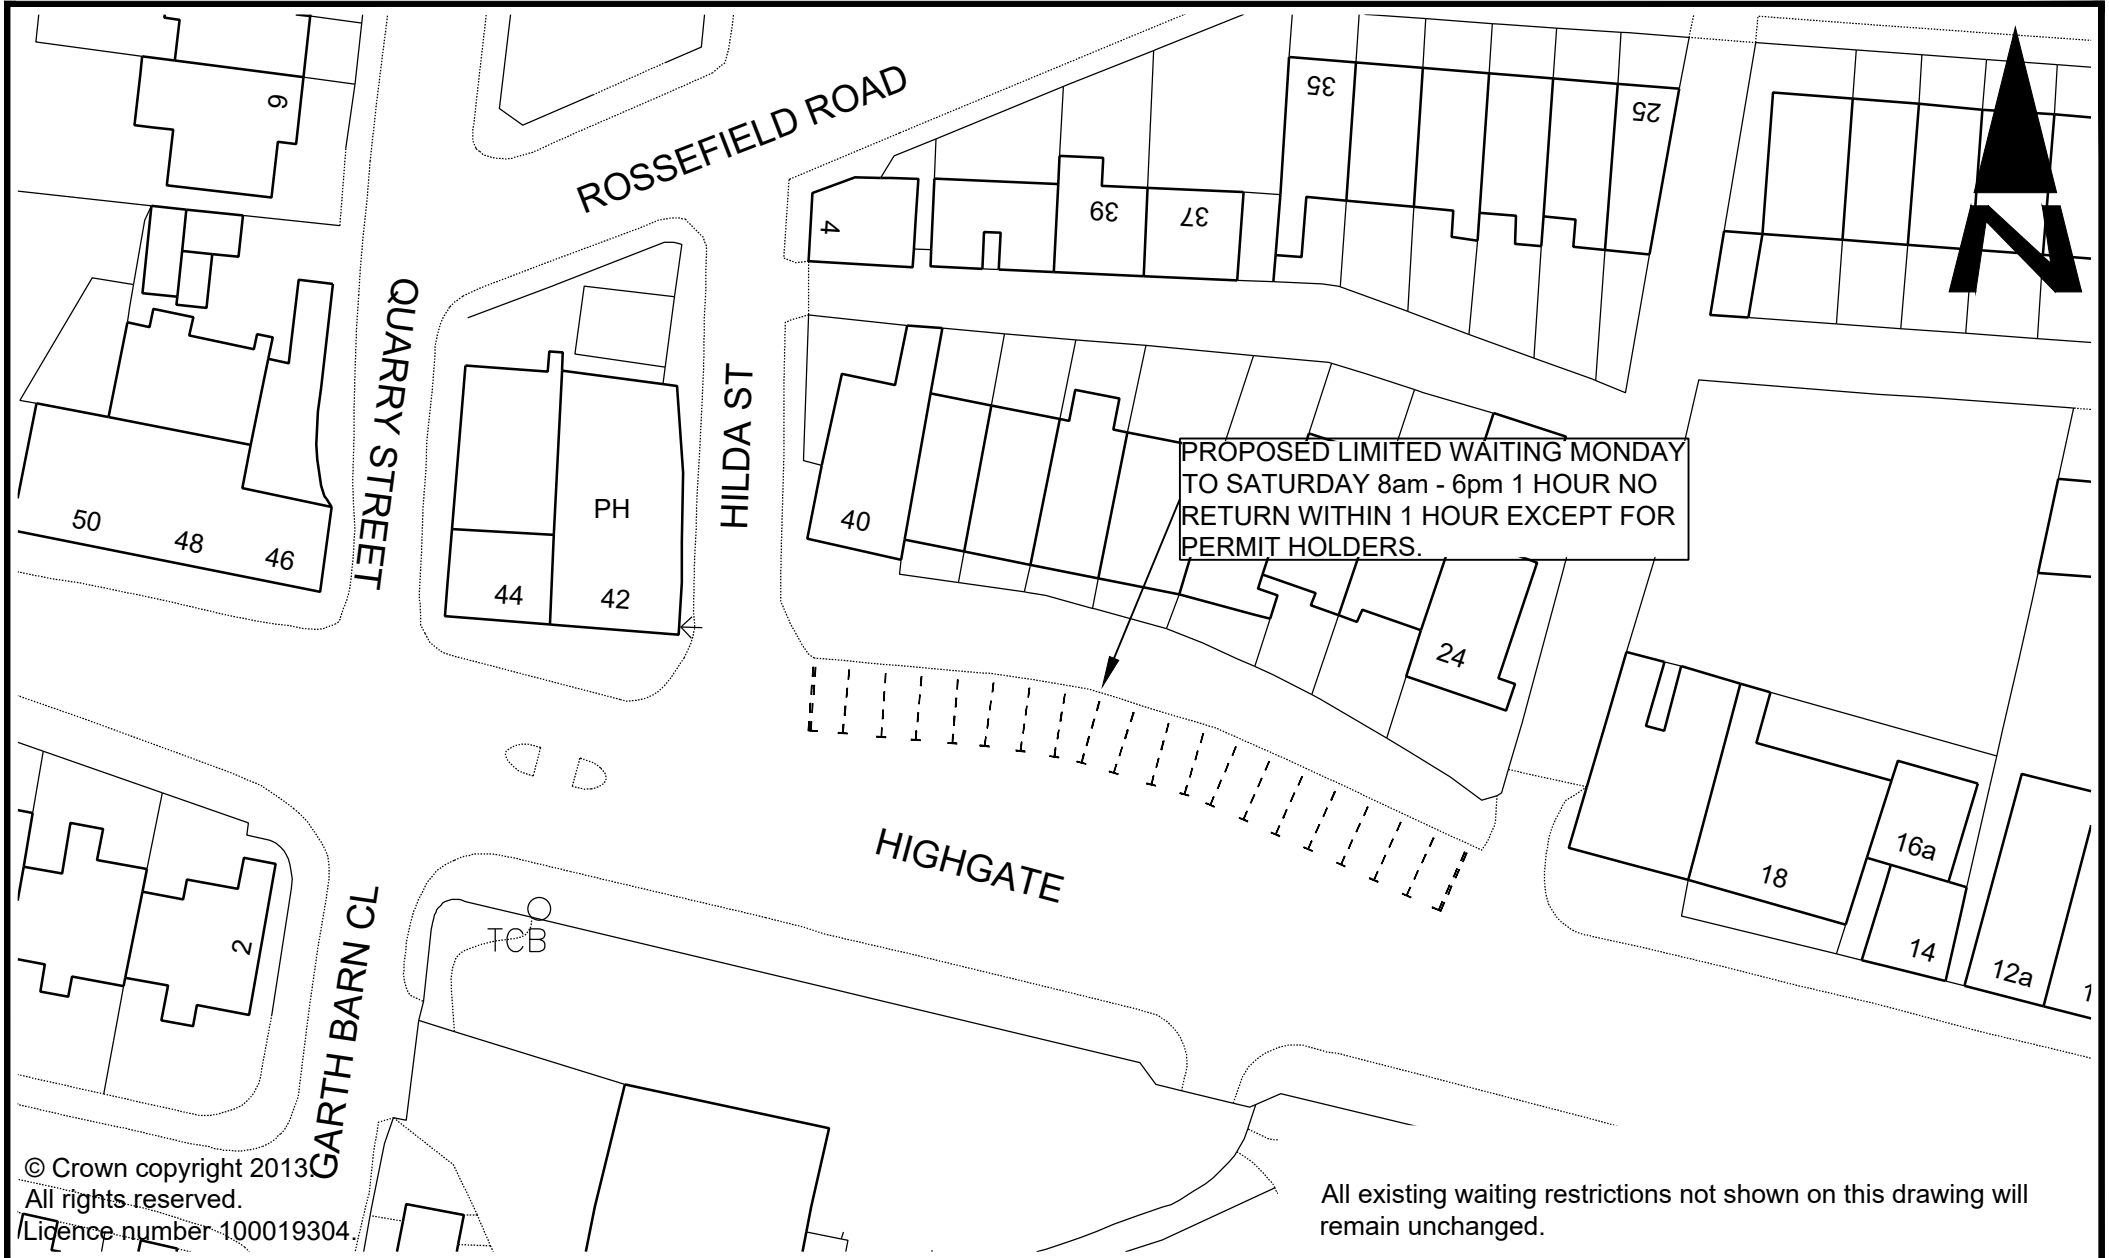 6
ROSSEFIELD ROAD
35
25
4
39
37
N
QUARRY STREET
HILDA ST
PROPOSED LIMITED WAITING MONDAY
TO SATURDAY 8am - 6pm 1 HOUR NO
RETURN WITHIN 1 HOUR EXCEPT FOR
PERMIT HOLDERS.
50
48
46
PH
44
42
40
24
HIGHGATE
18
16a
14
12a
1
2
TCB
GARTH BARN CL
© Crown copyright 2013.
All rights reserved.
Licence number 100019304.
All existing waiting restrictions not shown on this drawing will
remain unchanged.